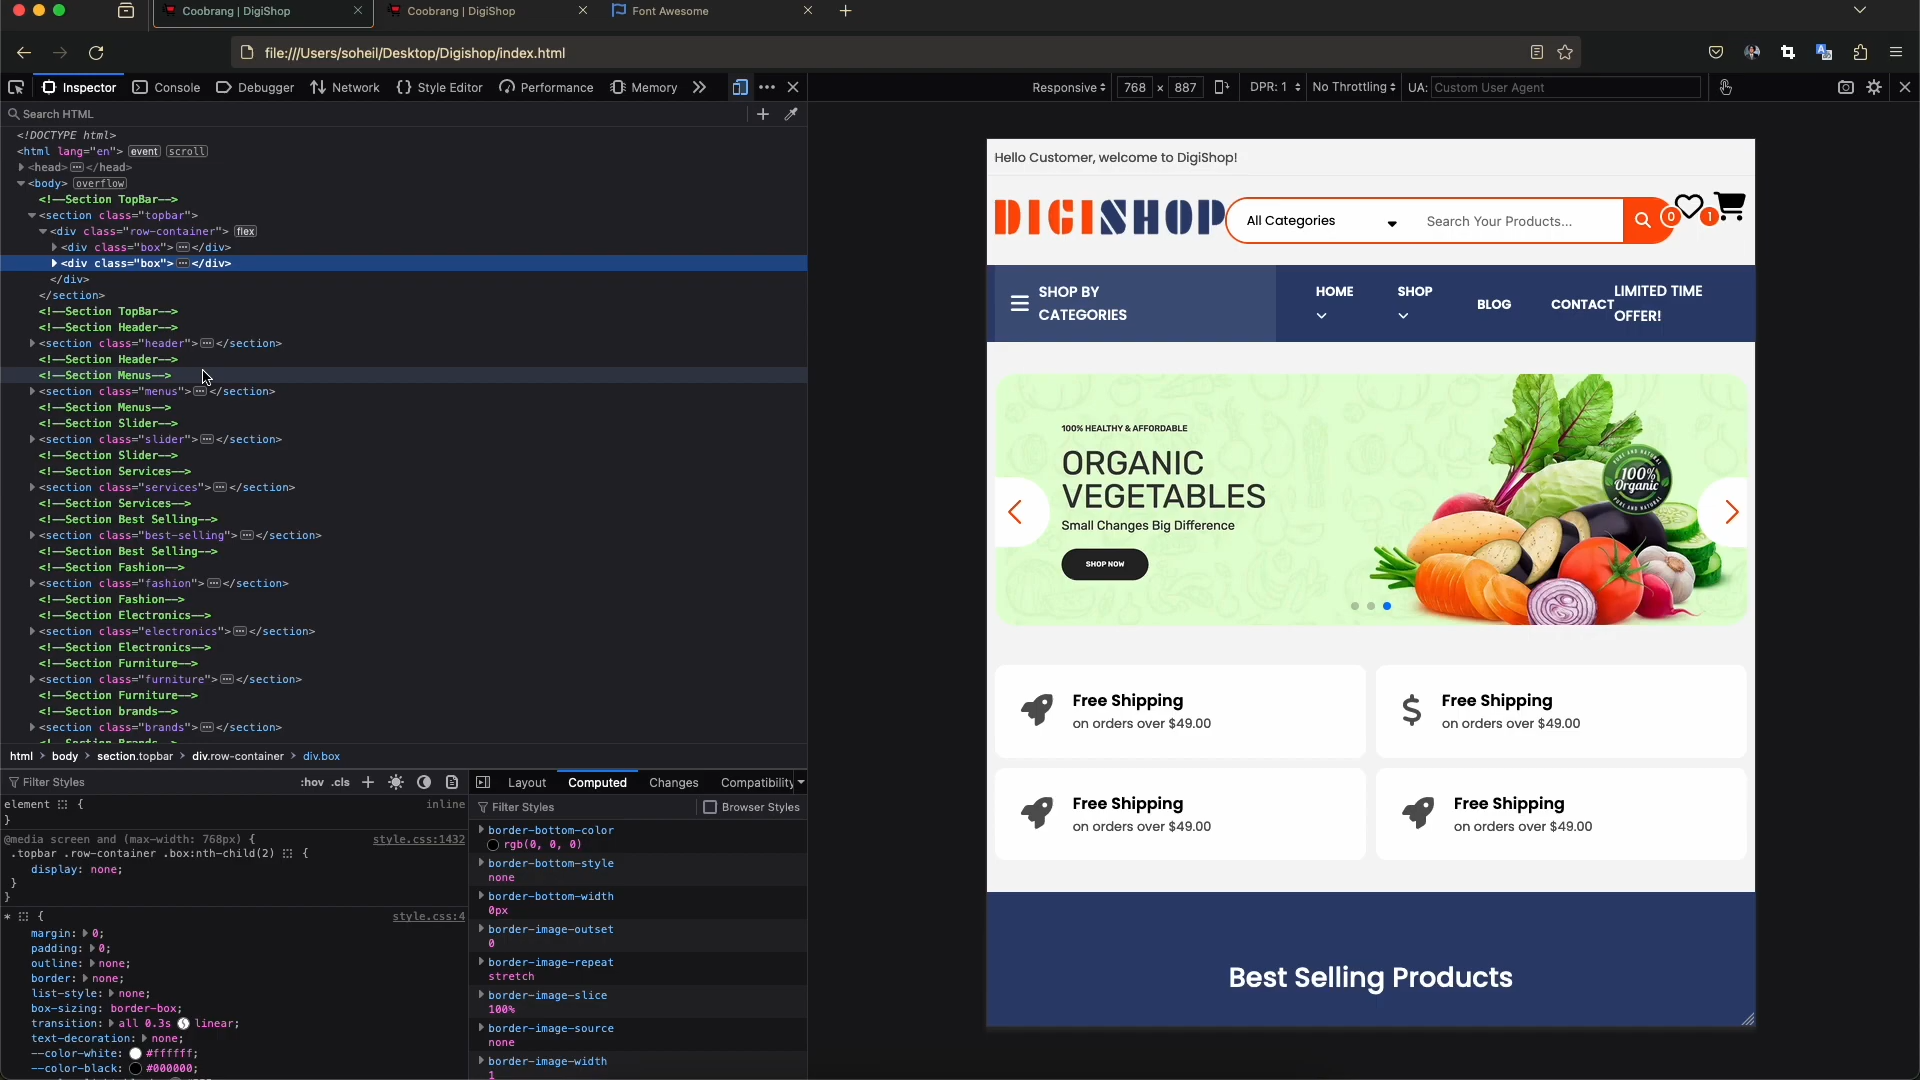 Coobrang | DigiShop
Coobrang | DigiShop
Font Awesome
file:///Users/soheil/Desktop/Digishop/index.html
Inspector
Console
Debugger
Network
Style Editor
Performance
Memory
Responsive
768 × 887
DPR: 1
No Throttling
UA: Custom User Agent
Search HTML
<!DOCTYPE html>
<html lang="en"> event scroll
<head> </head>
<body> overflow
<!--Section TopBar-->
<section class="topbar">
<div class="row-container"> flex
<div class="box"> </div>
<div class="box"> </div>
</div>
</section>
<!--Section TopBar-->
<!--Section Header-->
<section class="header"> </section>
<!--Section Header-->
<!--Section Menus-->
<section class="menus"> </section>
<!--Section Menus-->
<!--Section Slider-->
<section class="slider"> </section>
<!--Section Slider-->
<!--Section Services-->
<section class="services"> </section>
<!--Section Services-->
<!--Section Best Selling-->
<section class="best-selling"> </section>
<!--Section Best Selling-->
<!--Section Fashion-->
<section class="fashion"> </section>
<!--Section Fashion-->
<!--Section Electronics-->
<section class="electronics"> </section>
<!--Section Electronics-->
<!--Section Furniture-->
<section class="furniture"> </section>
<!--Section Furniture-->
<!--Section brands-->
<section class="brands"> </section>
html > body > section.topbar > div.row-container > div.box
Filter Styles
:hov .cls
element {
inline
}
@media screen and (max-width: 768px) {
style.css:1432
.topbar .row-container .box:nth-child(2) {
display: none;
}
}
* {
style.css:4
margin: 0;
padding: 0;
outline: none;
border: none;
list-style: none;
box-sizing: border-box;
transition: all 0.3s linear;
text-decoration: none;
--color-white: #ffffff;
--color-black: #000000;
Layout
Computed
Changes
Compatibility
Filter Styles
Browser Styles
border-bottom-color
rgb(0, 0, 0)
border-bottom-style
none
border-bottom-width
0px
border-image-outset
0
border-image-repeat
stretch
border-image-slice
100%
border-image-source
none
border-image-width
1
Hello Customer, welcome to DigiShop!
DIGISHOP
All Categories
Search Your Products...
0
1
SHOP BY
CATEGORIES
HOME
SHOP
BLOG
CONTACT
LIMITED TIME
OFFER!
100% HEALTHY & AFFORDABLE
ORGANIC
VEGETABLES
Small Changes Big Difference
SHOP NOW
PURE AND NATURAL
100%
Organic
PURE AND NATURAL
Free Shipping
on orders over $49.00
Free Shipping
on orders over $49.00
Free Shipping
on orders over $49.00
Free Shipping
on orders over $49.00
Best Selling Products